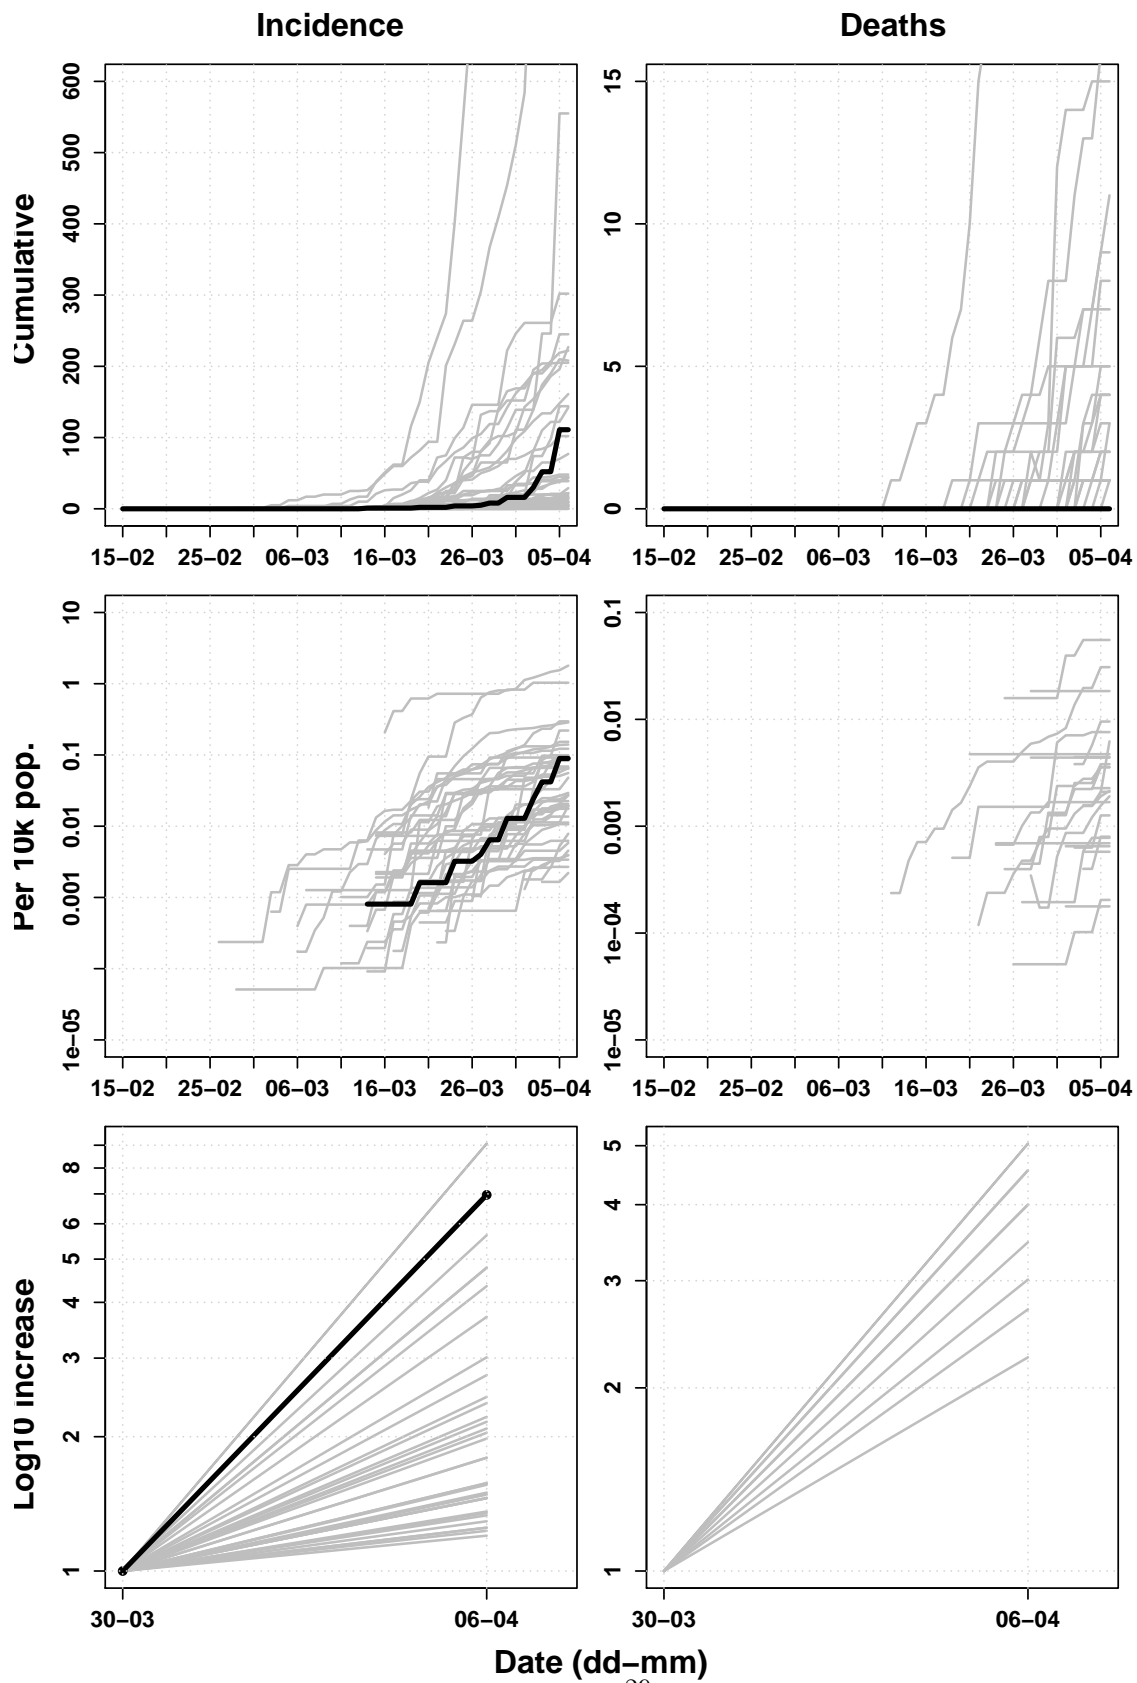 Incidence Deaths
Cumulative
600
500
400
300
200
100
0
15
10
5
0
15−02 25−02 06−03 16−03 26−03 05−04 15−02 25−02 06−03 16−03 26−03 05−04
Per 10k pop.
10
1
0.1
0.01
0.001
1e−05
0.1
0.01
0.001
1e−04
1e−05
15−02 25−02 06−03 16−03 26−03 05−04 15−02 25−02 06−03 16−03 26−03 05−04
Log10 increase
8
6
5
4
3
2
1
5
4
3
2
1
30−03 06−04 30−03 06−04
Date (dd−mm)